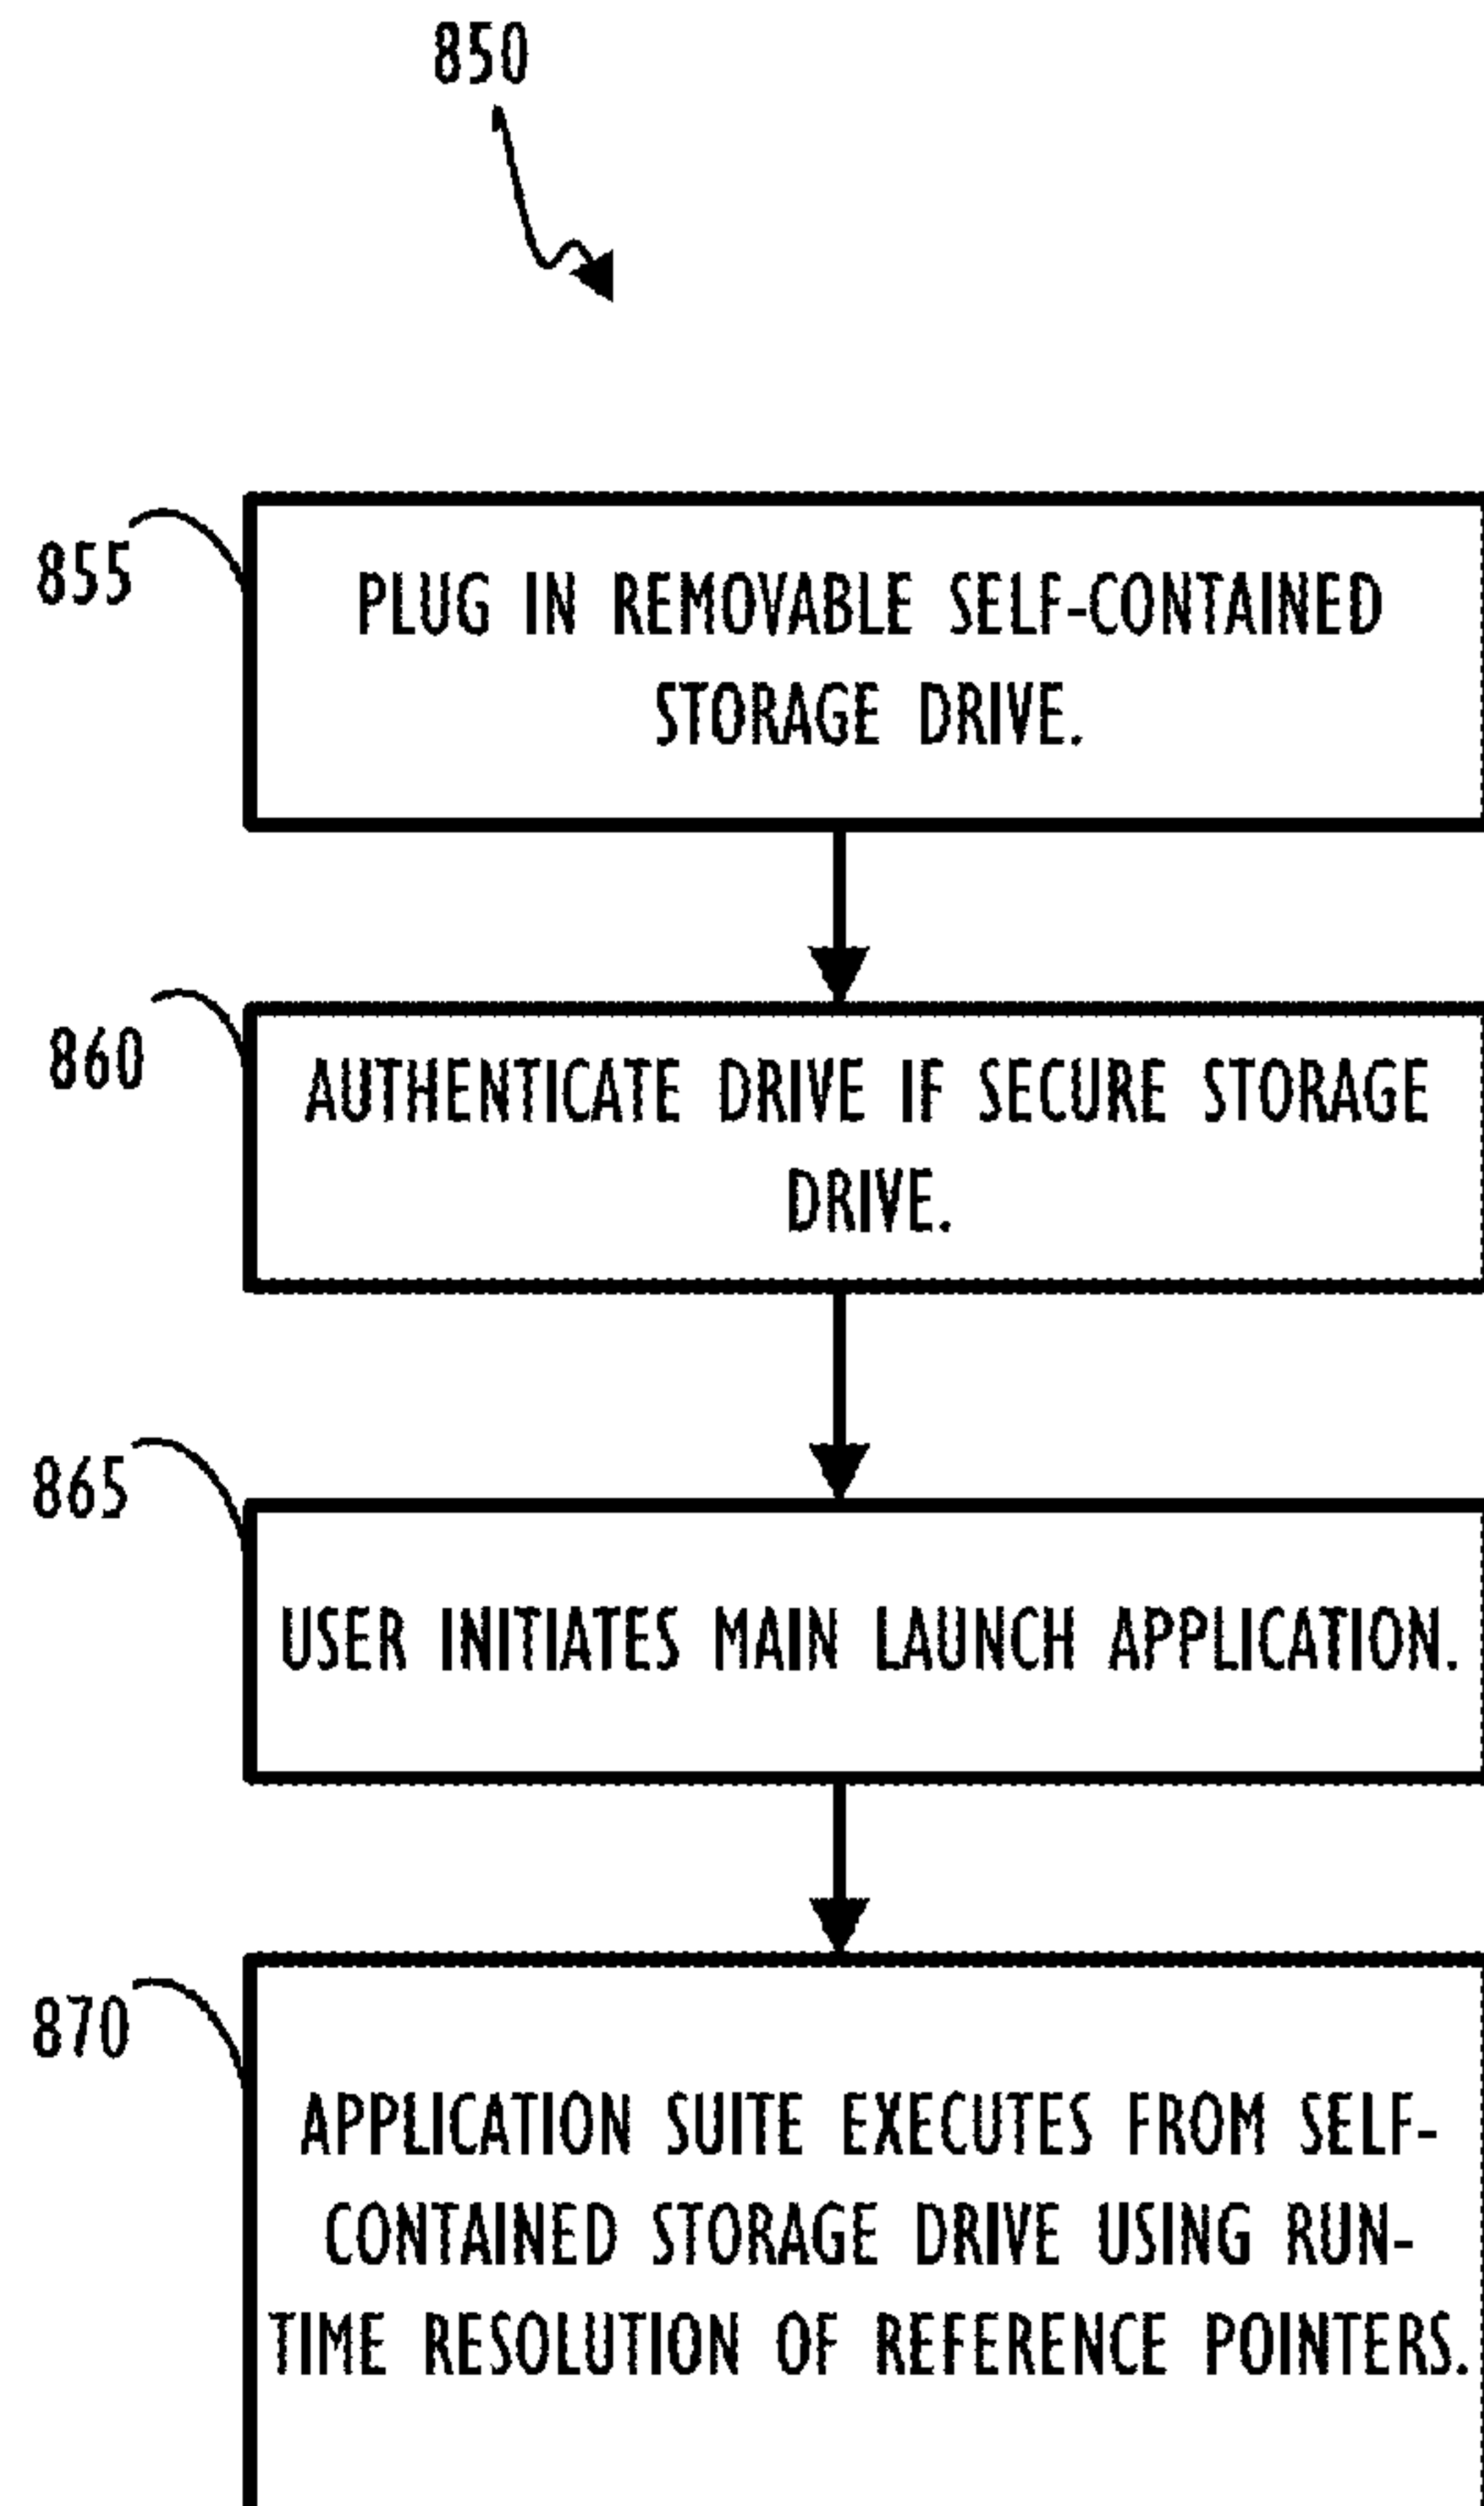 850
855
PLUG IN REMOVABLE SELF-CONTAINED
STORAGE DRIVE.
860
AUTHENTICATE DRIVE IF SECURE STORAGE
DRIVE.
865
USER INITIATES MAIN LAUNCH APPLICATION.
870
APPLICATION SUITE EXECUTES FROM SELF-
CONTAINED STORAGE DRIVE USING RUN-
TIME RESOLUTION OF REFERENCE POINTERS.